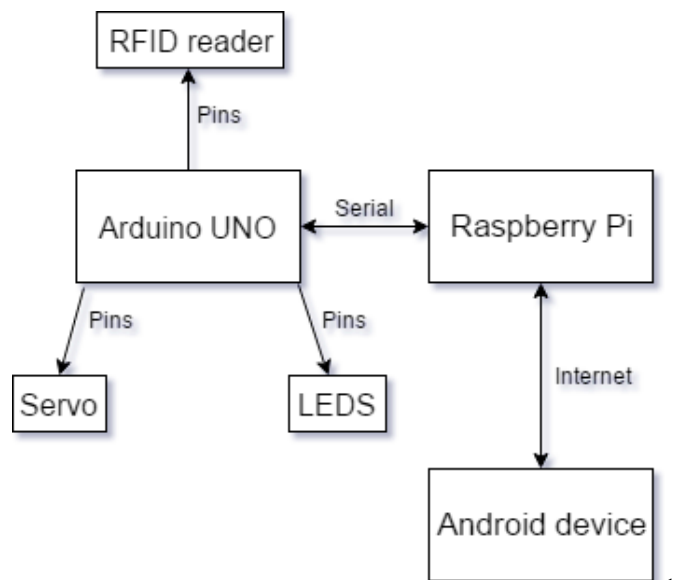 RFID reader
Pins
Arduino UNO
Serial
Raspberry Pi
Pins
Pins
Servo
LEDS
Internet
Android device